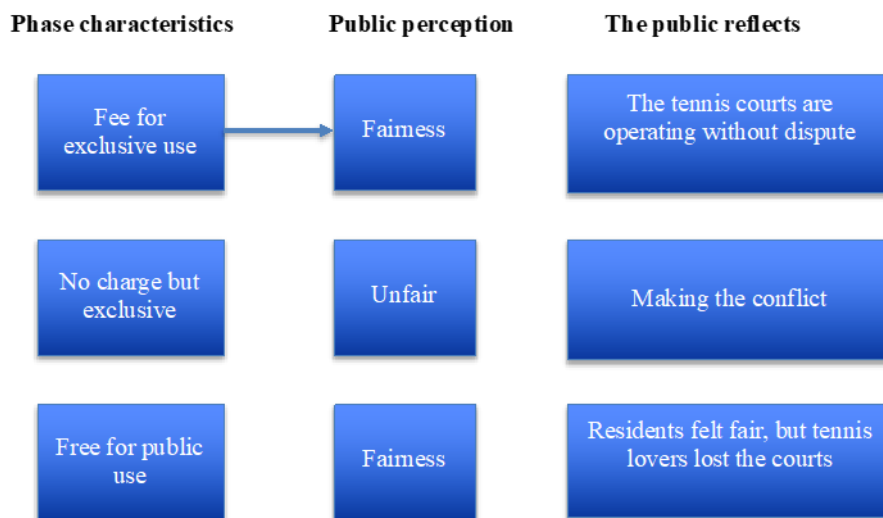 Phase characteristics
Public perception
The public reflects
Fee for
exclusive use
Fairness
The tennis courts are
operating without dispute
No charge but
exclusive
Unfair
Making the conflict
Free for public
use
Fairness
Residents felt fair, but tennis
lovers lost the courts